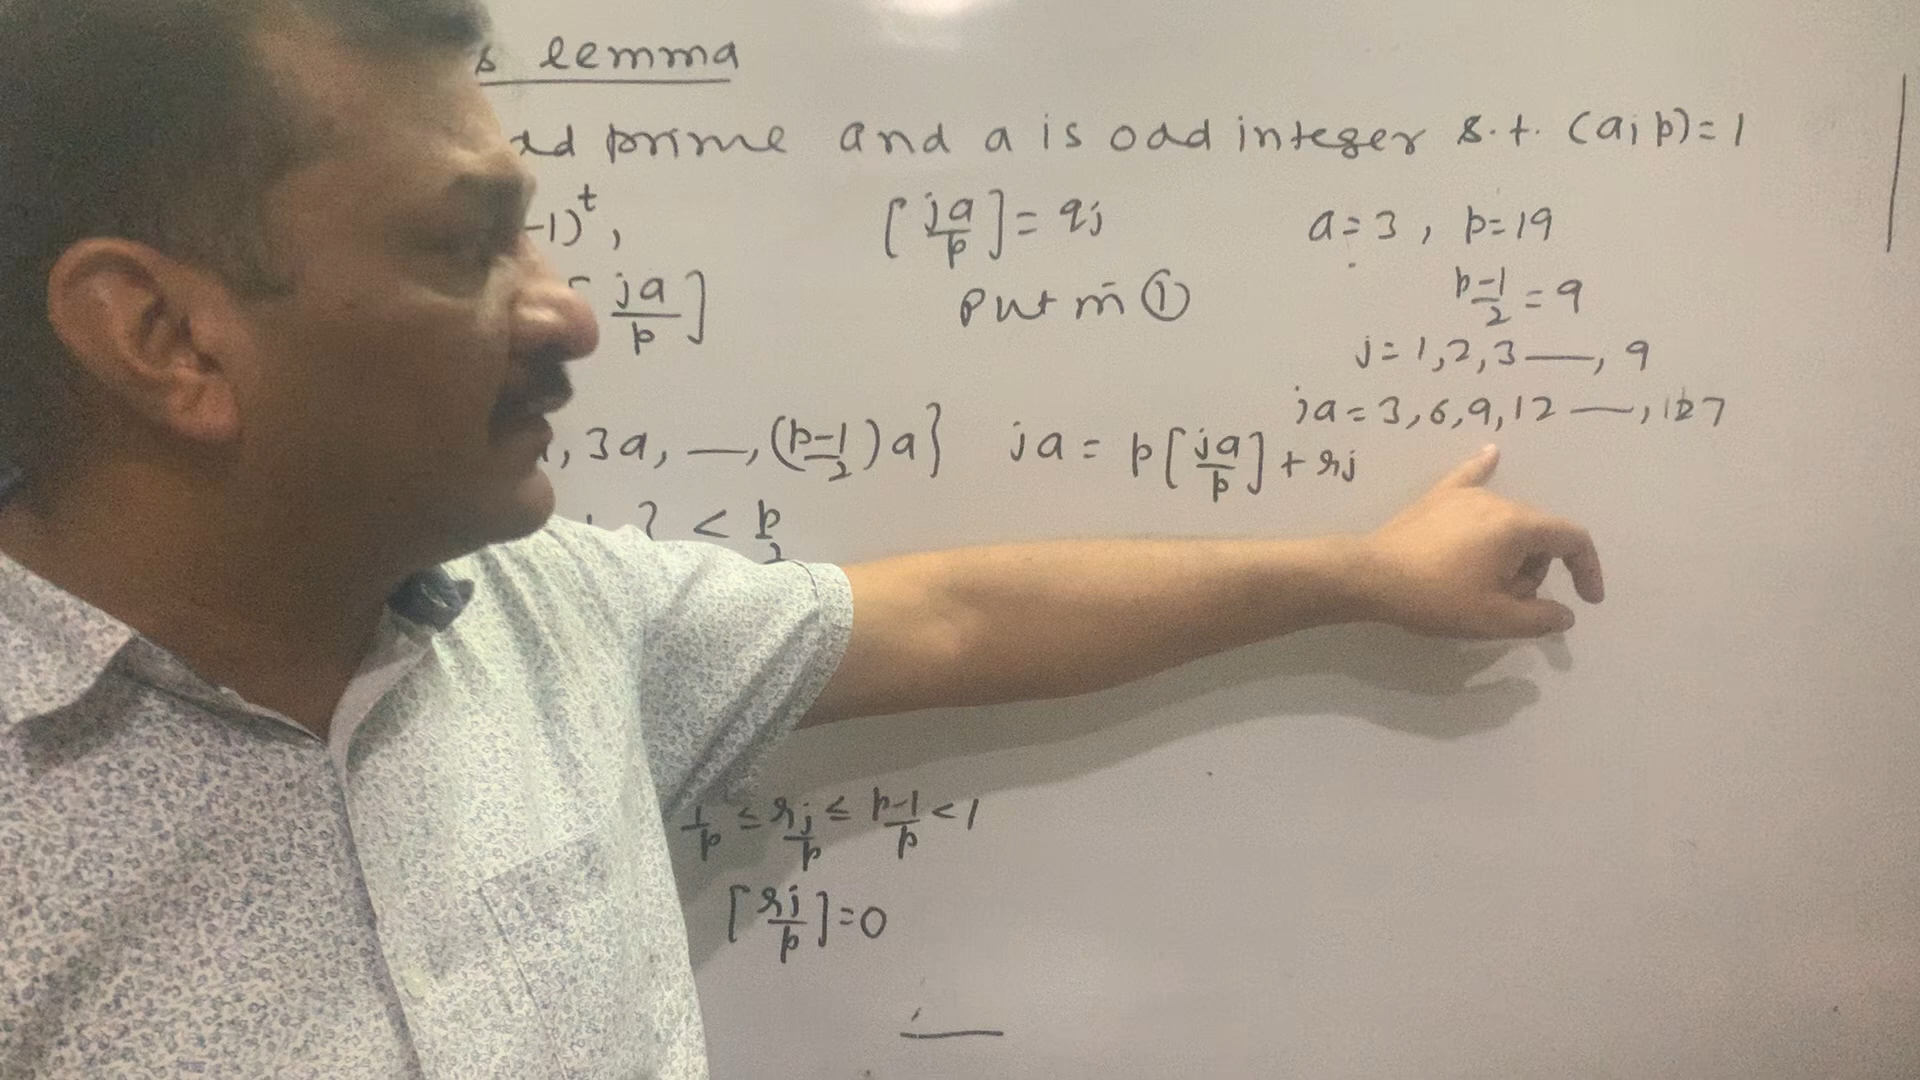 s lemma
prime and a is odd integer s.t. (a, p) = 1
-1)^t,
[ja/p] = qj
a = 3, p = 19
[ja/p]
put in ①
p-1/2 = 9
j = 1,2,3 —, 9
ja = 3,6,9,12 —, 27
, 3a, —, (p-1/2)a}
ja = p[ja/p] + rj
} < p/2
1/p ≤ rj/p ≤ p-1/p < 1
[rj/p] = 0